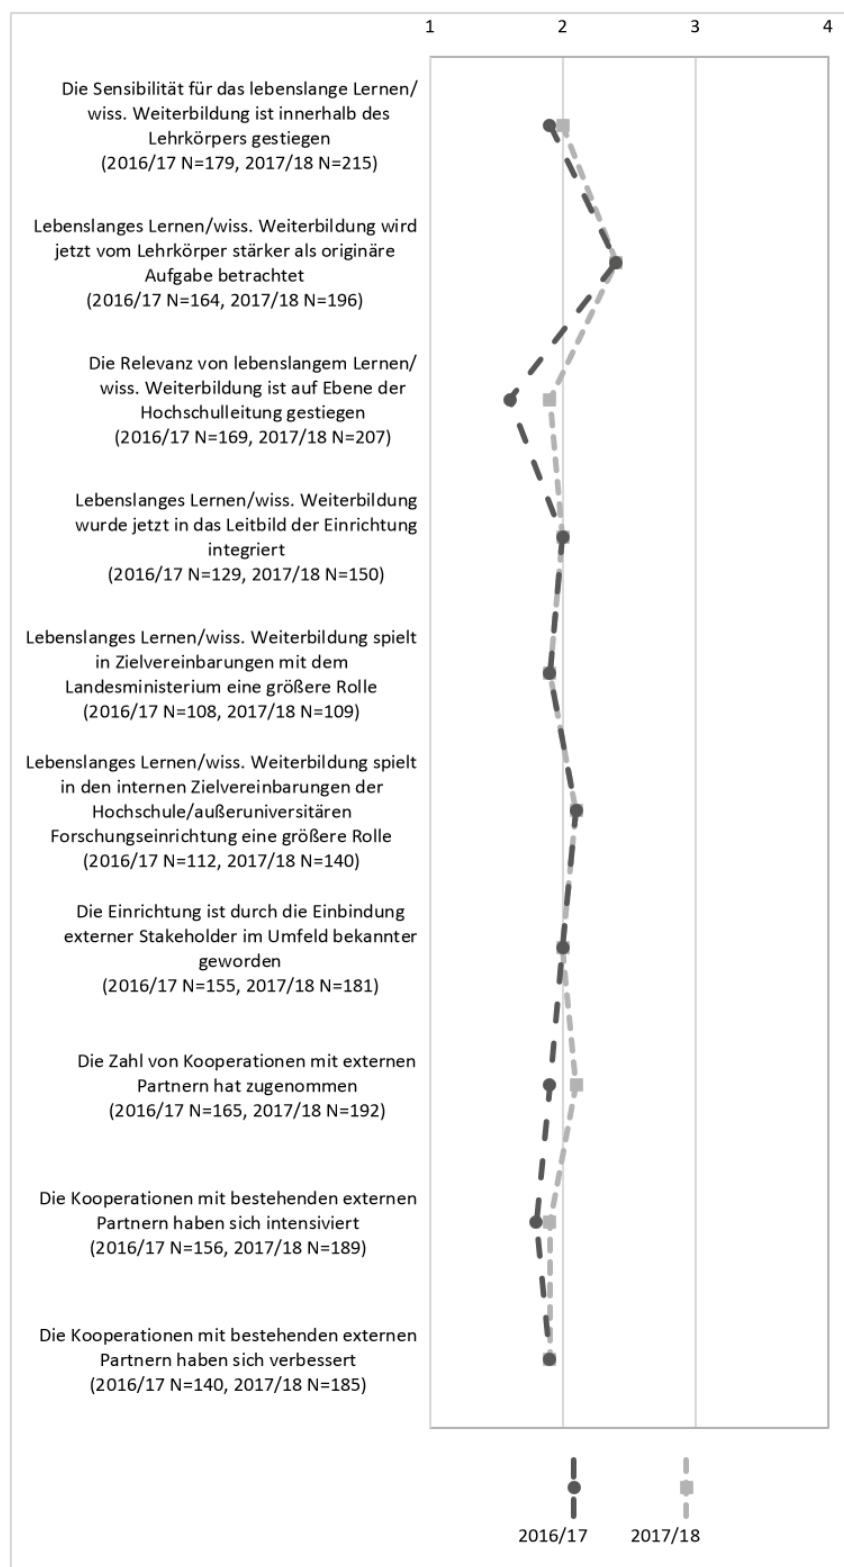 1 2 3 4
Die Sensibilität für das lebenslange Lernen/
wiss. Weiterbildung ist innerhalb des
Lehrkörpers gestiegen
(2016/17 N=179, 2017/18 N=215)
Lebenslanges Lernen/wiss. Weiterbildung wird
jetzt vom Lehrkörper stärker als originäre
Aufgabe betrachtet
(2016/17 N=164, 2017/18 N=196)
Die Relevanz von lebenslangem Lernen/
wiss. Weiterbildung ist auf Ebene der
Hochschulleitung gestiegen
(2016/17 N=169, 2017/18 N=207)
Lebenslanges Lernen/wiss. Weiterbildung
wurde jetzt in das Leitbild der Einrichtung
integriert
(2016/17 N=129, 2017/18 N=150)
Lebenslanges Lernen/wiss. Weiterbildung spielt
in Zielvereinbarungen mit dem
Landesministerium eine größere Rolle
(2016/17 N=108, 2017/18 N=109)
Lebenslanges Lernen/wiss. Weiterbildung spielt
in den internen Zielvereinbarungen der
Hochschule/außeruniversitären
Forschungseinrichtung eine größere Rolle
(2016/17 N=112, 2017/18 N=140)
Die Einrichtung ist durch die Einbindung
externer Stakeholder im Umfeld bekannter
geworden
(2016/17 N=155, 2017/18 N=181)
Die Zahl von Kooperationen mit externen
Partnern hat zugenommen
(2016/17 N=165, 2017/18 N=192)
Die Kooperationen mit bestehenden externen
Partnern haben sich intensiviert
(2016/17 N=156, 2017/18 N=189)
Die Kooperationen mit bestehenden externen
Partnern haben sich verbessert
(2016/17 N=140, 2017/18 N=185)
2016/17 2017/18